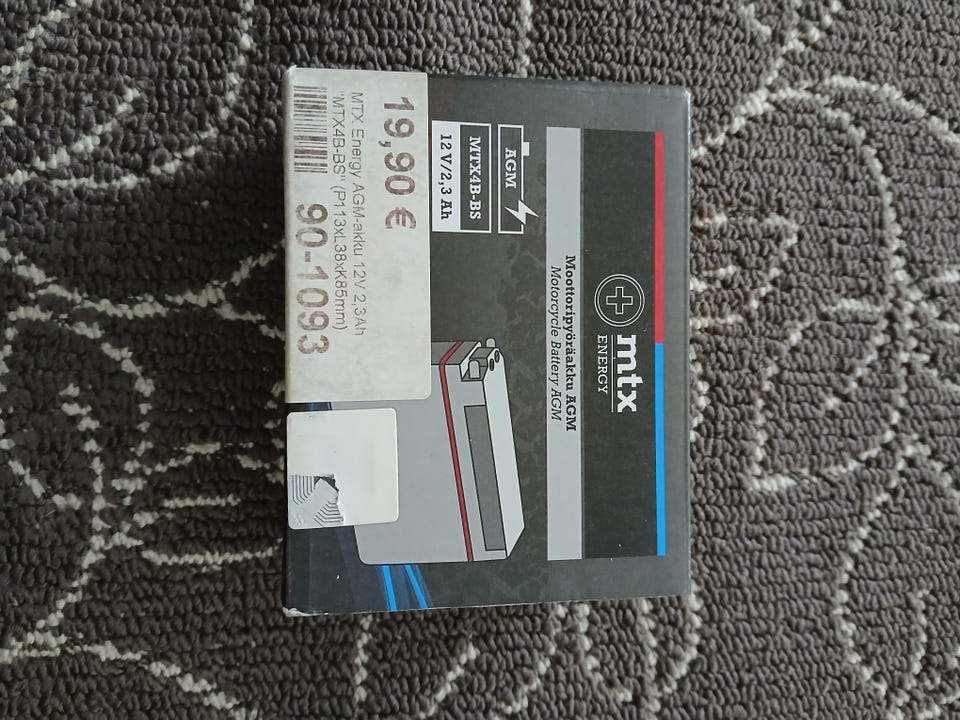 mtx
ENERGY
Moottoripyöräakku AGM
Motorcycle Battery AGM
AGM
MTX4B-BS
12 V/2,3 Ah
19,90 €
MTX Energy AGM-akku 12V 2,3Ah
"MTX4B-BS" (P113xL38xK85mm)
90-1093